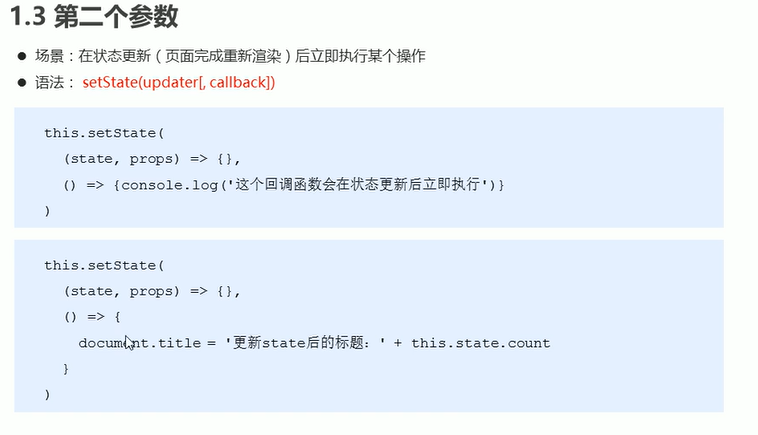 1.3 第二个参数
● 场景：在状态更新（页面完成重新渲染）后立即执行某个操作
● 语法： setState(updater[, callback])
this.setState(
(state, props) => {},
() => {console.log('这个回调函数会在状态更新后立即执行')}
)
this.setState(
(state, props) => {},
() => {
document.title = '更新state后的标题：' + this.state.count
}
)